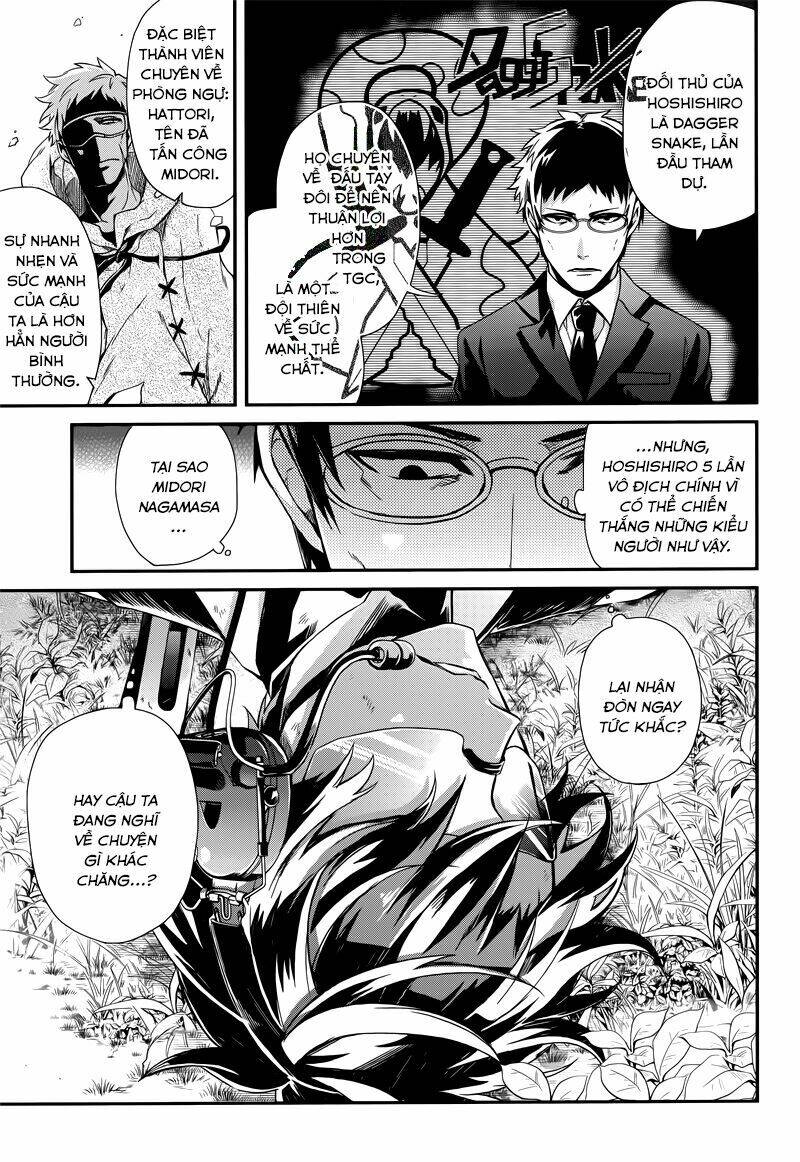 Dagger Snake
ĐỐI THỦ CỦA
HOSHISHIRO
LÀ DAGGER
SNAKE, LẦN
ĐẦU THAM
DỰ.
HỌ CHUYÊN
VỀ ĐẤU TAY
ĐÔI ĐỂ NÊN
THUẬN LỢI
HƠN
TRONG
TGC,
LÀ MỘT
ĐỘI THIÊN
VỀ SỨC
MẠNH THỂ
CHẤT.
ĐẶC BIỆT
THÀNH VIÊN
CHUYÊN VỀ
PHÒNG NGỰ:
HATTORI,
TÊN ĐÃ
TẤN CÔNG
MIDORI.
SỰ NHANH
NHẸN VÀ
SỨC MẠNH
CỦA CẬU
TA LÀ HƠN
HẲN NGƯỜI
BÌNH
THƯỜNG.
...NHƯNG,
HOSHISHIRO 5 LẦN
VÔ ĐỊCH CHÍNH VÌ
CÓ THỂ CHIẾN
THẮNG NHỮNG KIỂU
NGƯỜI NHƯ VẬY.
TẠI SAO
MIDORI
NAGAMASA
...
LẠI NHẬN
ĐÒN NGAY
TỨC KHẮC?
HAY CẬU TA
ĐANG NGHĨ
VỀ CHUYỆN
GÌ KHÁC
CHĂNG...?